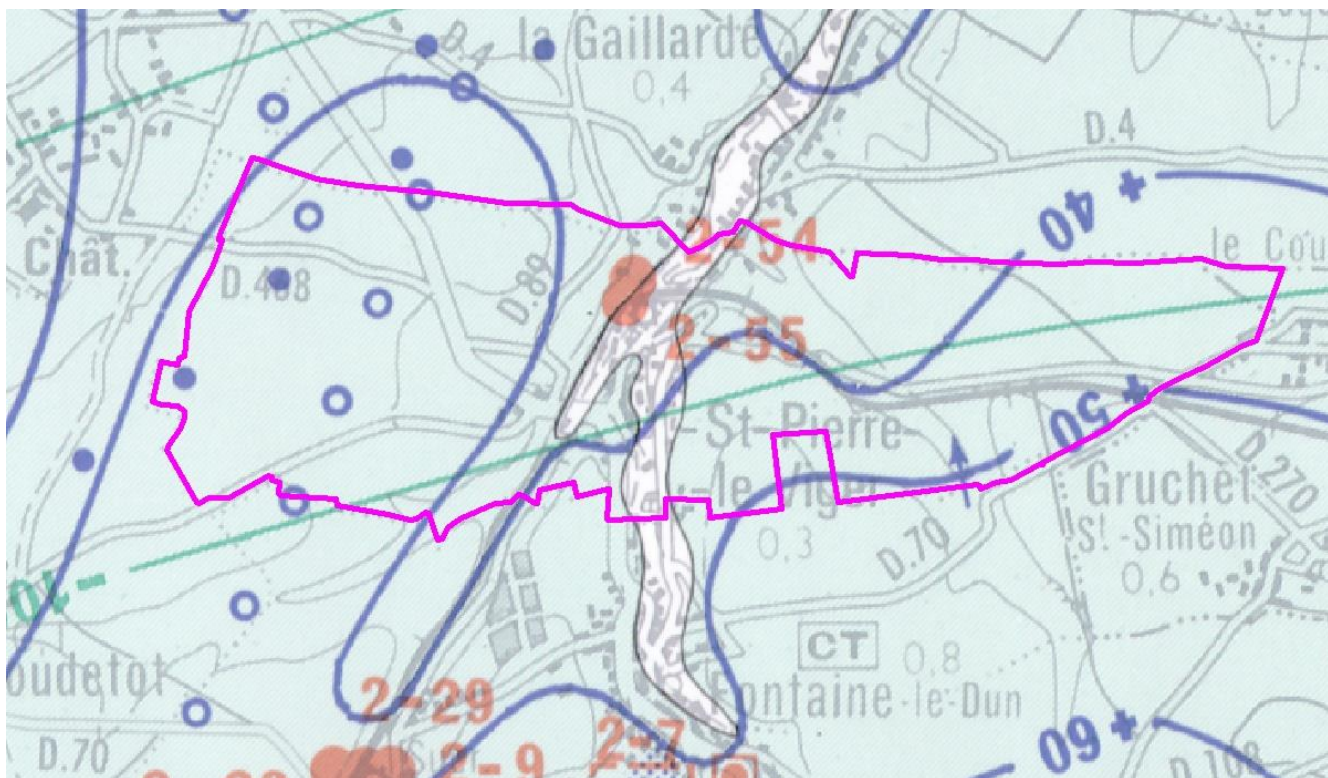 la Gaillarde
0,4
D.4
D.4
+ 40
2-54
le Cou
Chât.
D.408
D.89
2-55
+ 50
St-Pierre-
le-Viger
0,3
D.270
Gruchet
St-Siméon
0,6
D.70
-10
CT
0,8
oudetot
2-29
Fontaine-le-Dun
2-7
+ 60
D.70
2-9
D.108